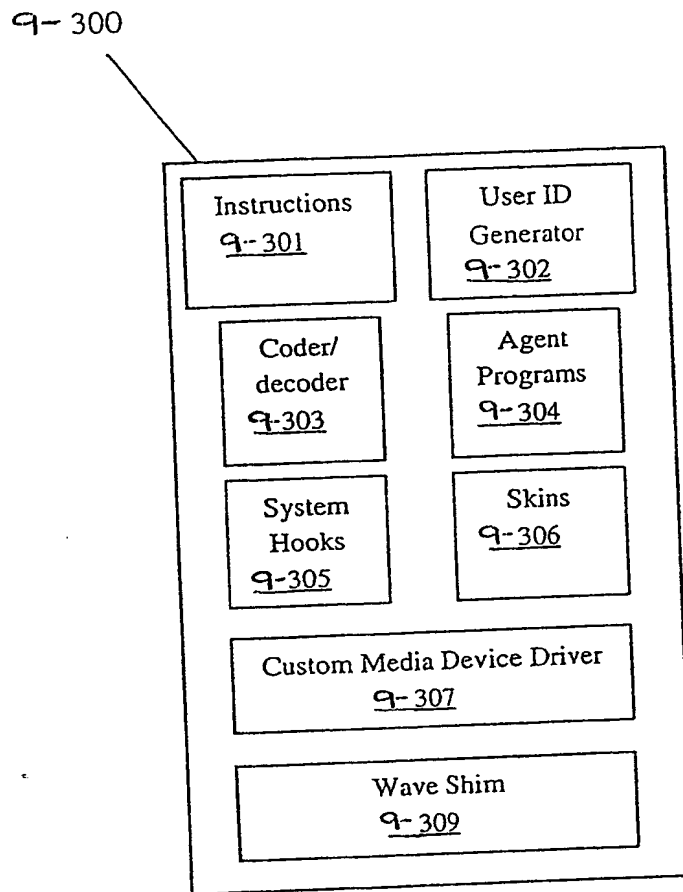 9-300
Instructions
9-301
User ID
Generator
9-302
Coder/
decoder
9-303
Agent
Programs
9-304
System
Hooks
9-305
Skins
9-306
Custom Media Device Driver
9-307
Wave Shim
9-309